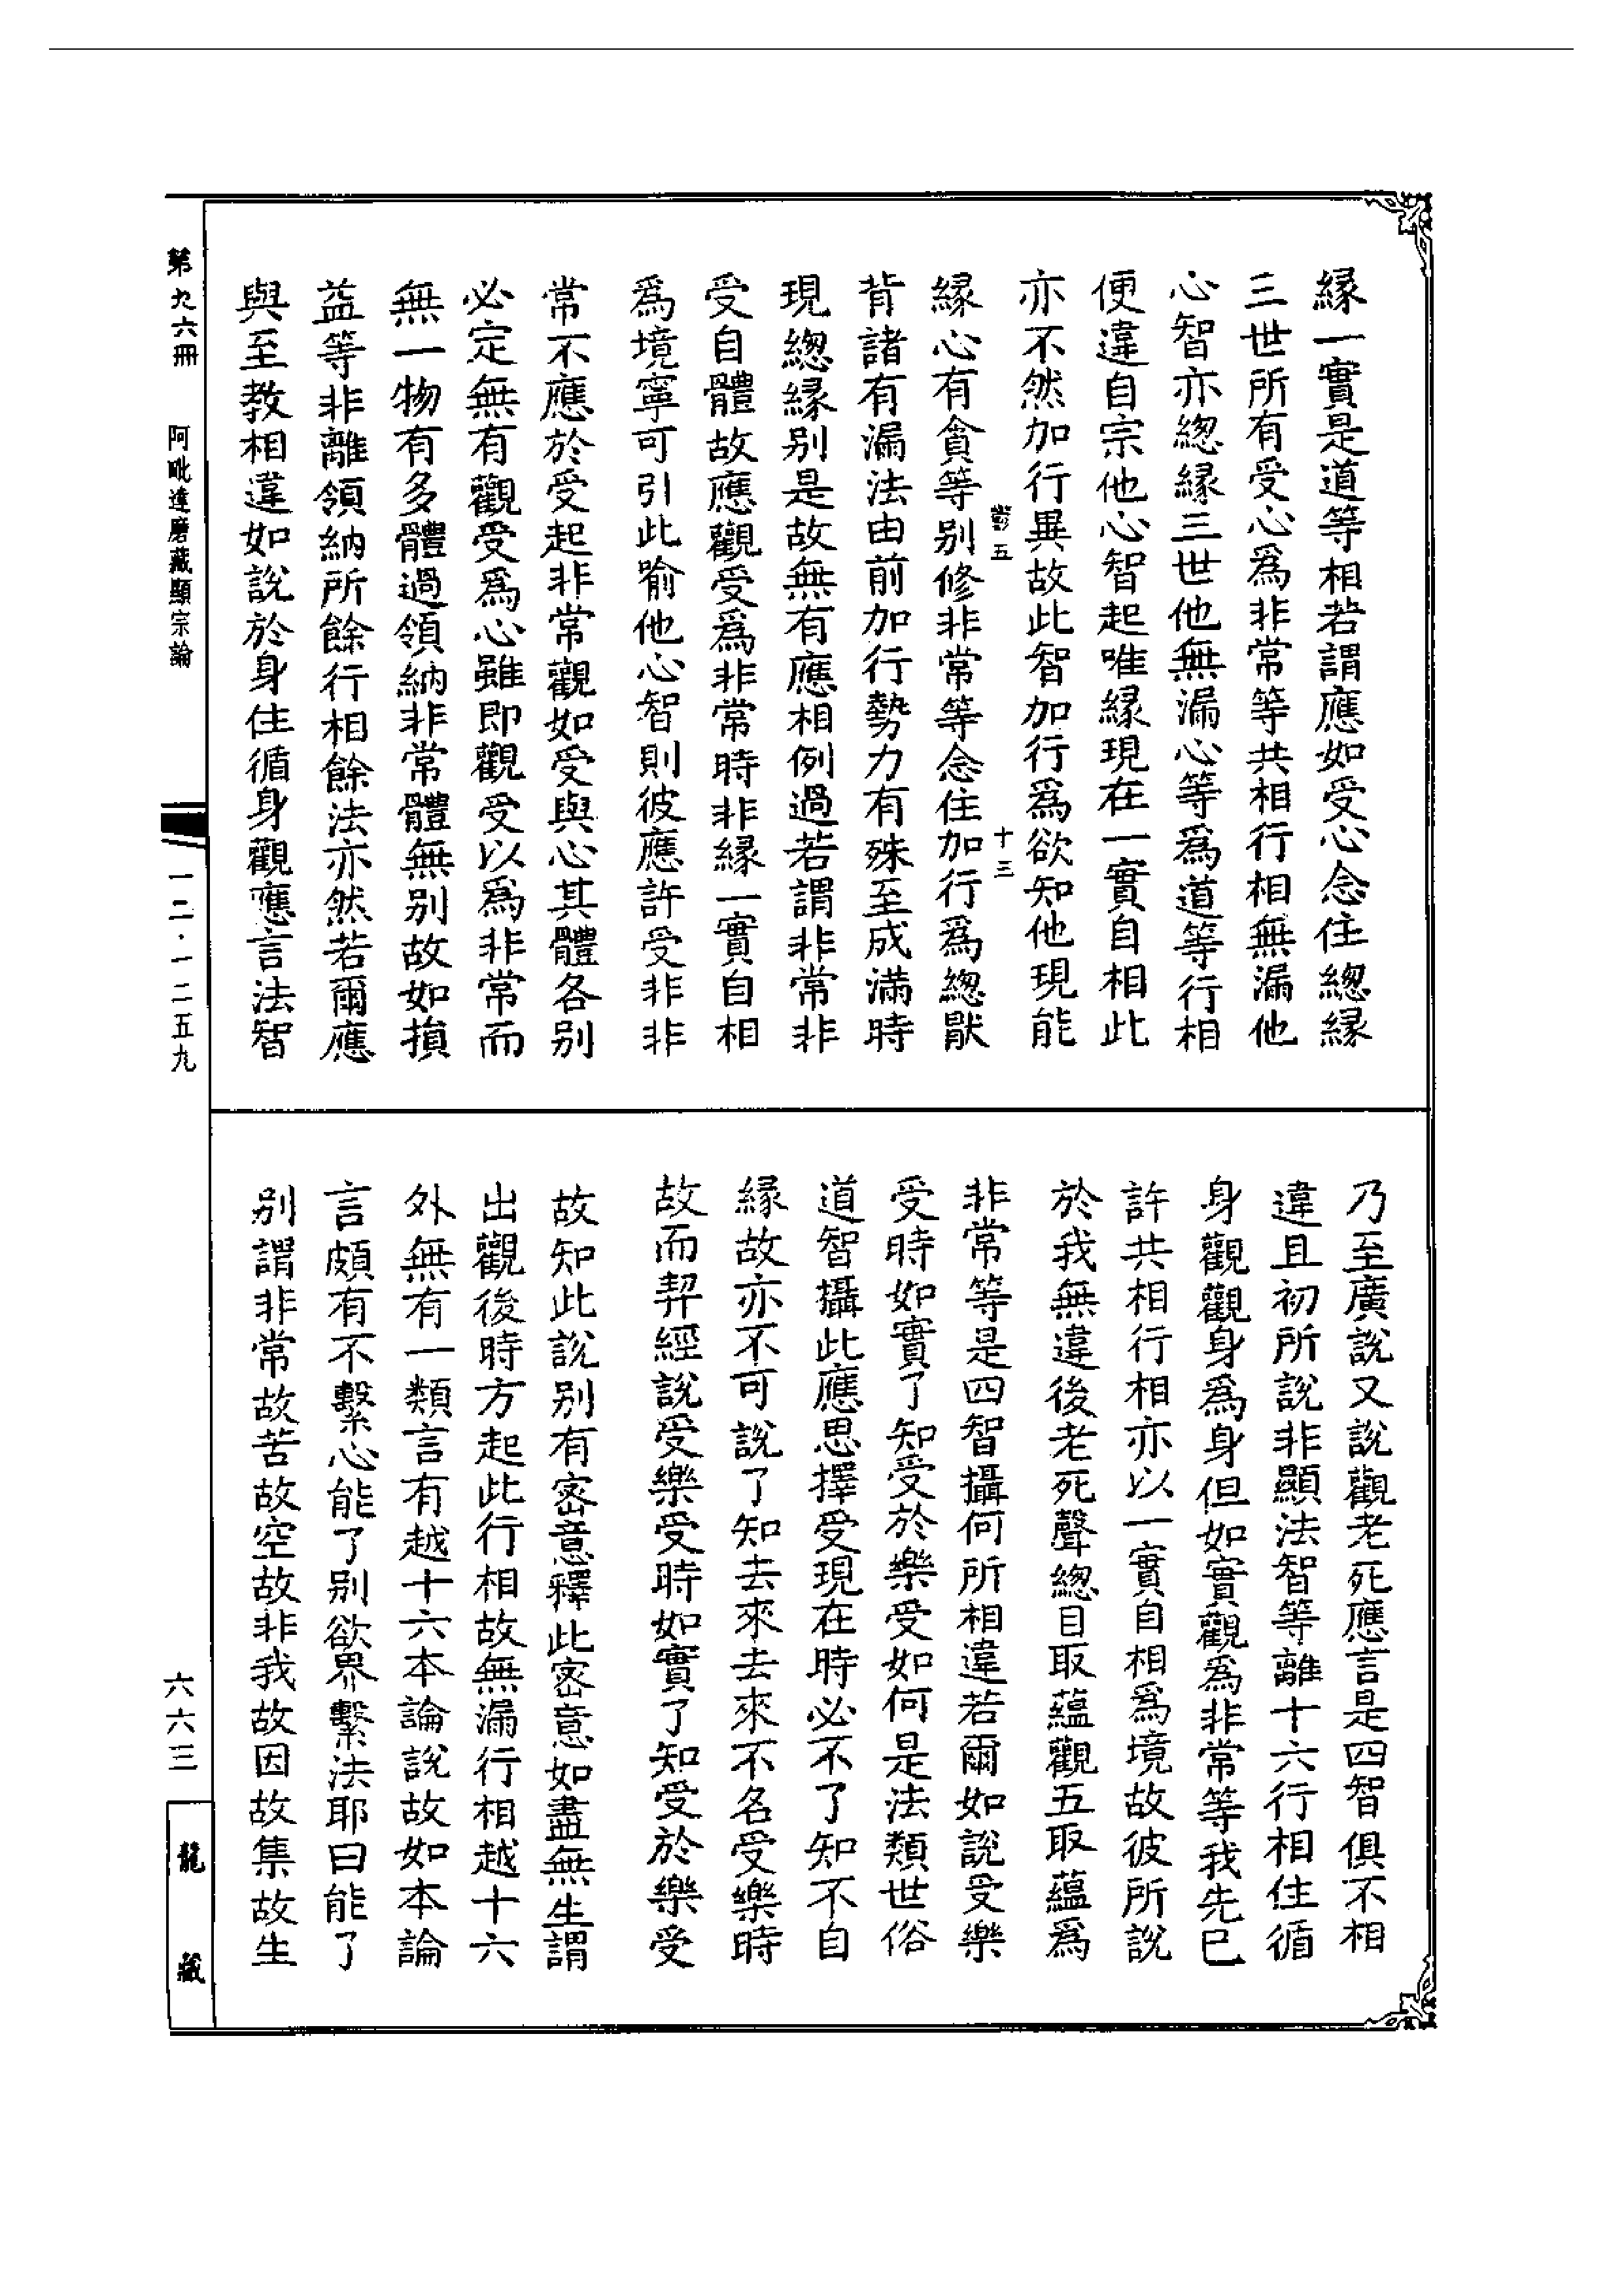 緣一實是道等相若謂應如受心念住總緣
三世所有受心爲非常等共相行相無漏他
心智亦總緣三世他無漏心等爲道等行相
便違自宗他心智起唯緣現在一實自相此
亦不然加行異故此智加行爲欲知他現能
鬱五 十三
緣心有貪等别修非常等念住加行爲總厭
背諸有漏法由前加行勢力有殊至成滿時
現總緣别是故無有應相例過若謂非常非
受自體故應觀受爲非常時非緣一實自相
爲境寧可引此喻他心智則彼應許受非非
常不應於受起非常觀如受與心其體各别
必定無有觀受爲心雖即觀受以爲非常而
無一物有多體過領納非常體無别故如損
益等非離領納所餘行相餘法亦然若爾應
與至教相違如說於身住循身觀應言法智
乃至廣說又說觀老死應言是四智俱不相
違且初所說非顯法智等離十六行相住循
身觀觀身爲身但如實觀爲非常等我先已
許共相行相亦以一實自相爲境故彼所說
於我無違後老死聲總目取蘊觀五取蘊爲
非常等是四智攝何所相違若爾如說受樂
受時如實了知受於樂受如何是法類世俗
道智攝此應思擇受現在時必不了知不自
緣故亦不可說了知去來去來不名受樂時
故而契經說受樂受時如實了知受於樂受
故知此說别有密意釋此密意如盡無生謂
出觀後時方起此行相故無漏行相越十六
外無有一類言有越十六本論說故如本論
言頗有不繫心能了别欲界繫法耶曰能了
别謂非常故苦故空故非我故因故集故生
第九六冊 阿毗達磨藏顯宗論 一二·一二五九
六六三 龍藏